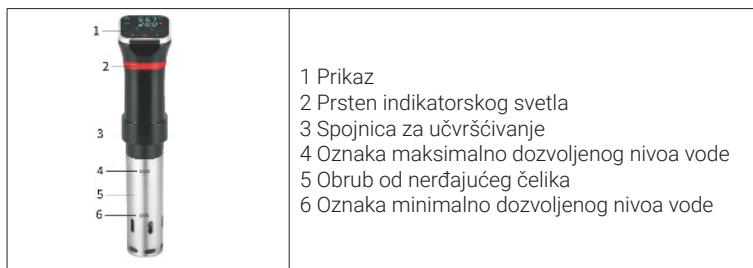 1 Prikaz
2 Prsten indikatorskog svetla
3 Spojnica za učvršćivanje
4 Oznaka maksimalno dozvoljenog nivoa vode
5 Obrub od nerđajućeg čelika
6 Oznaka minimalno dozvoljenog nivoa vode
1
2
3
4
5
6